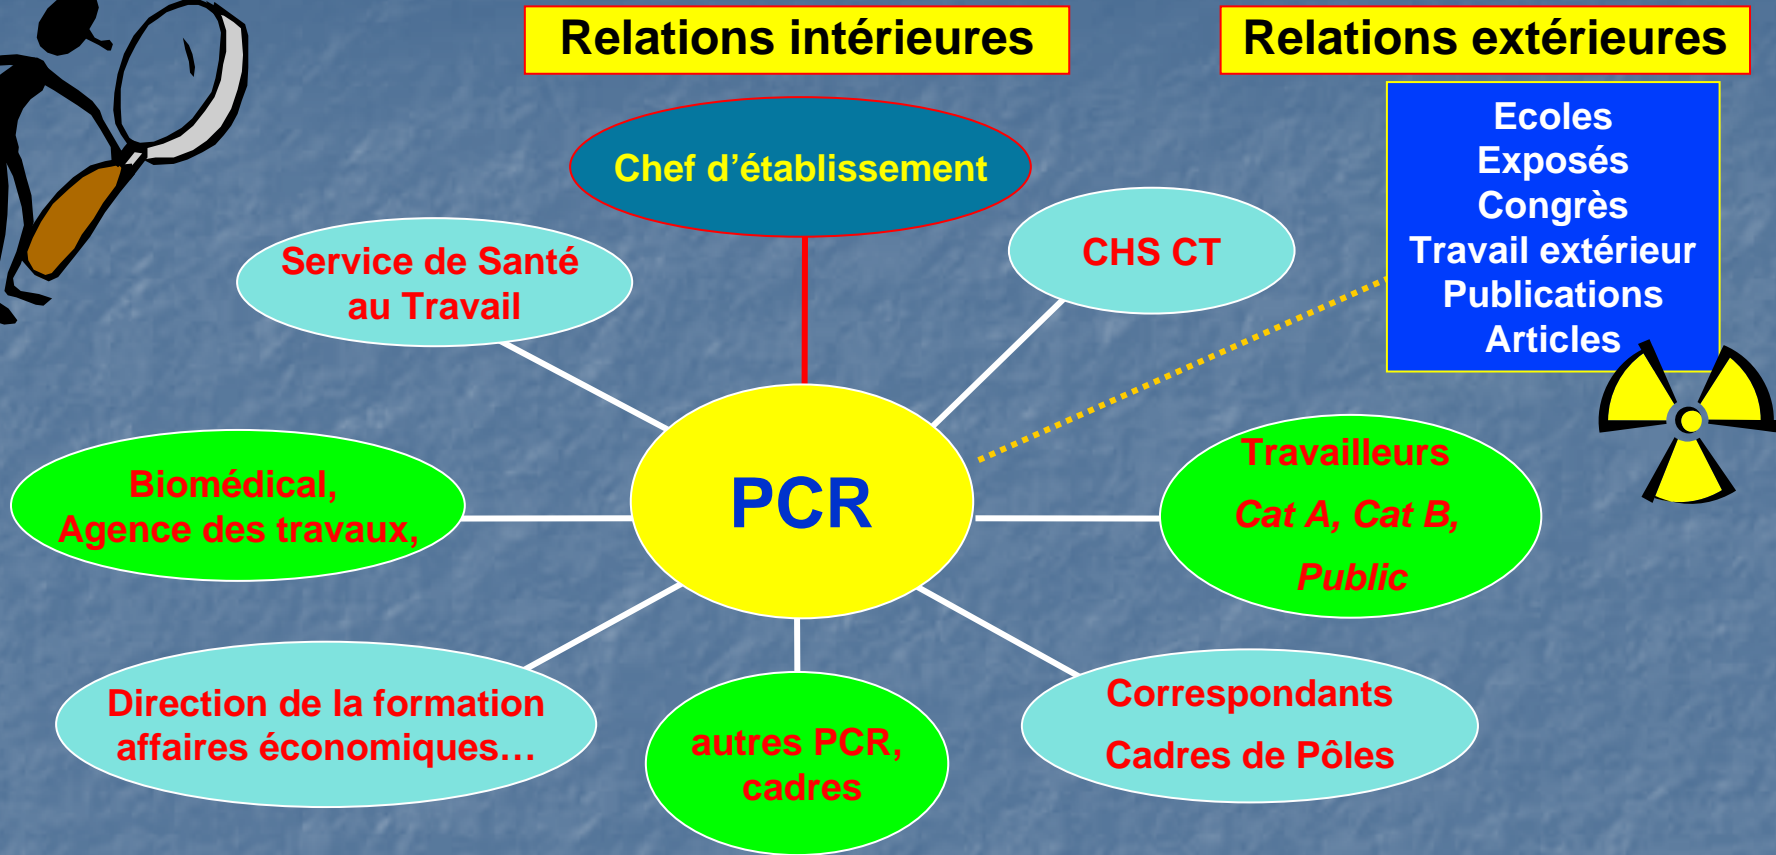 Relations intérieures
Relations extérieures
Ecoles
Exposés
Congrès
Travail extérieur
Publications
Articles
Chef d’établissement
Service de Santé
au Travail
CHS CT
Biomédical,
Agence des travaux,
PCR
Travailleurs
Cat A, Cat B,
Public
Direction de la formation
affaires économiques…
autres PCR,
cadres
Correspondants
Cadres de Pôles